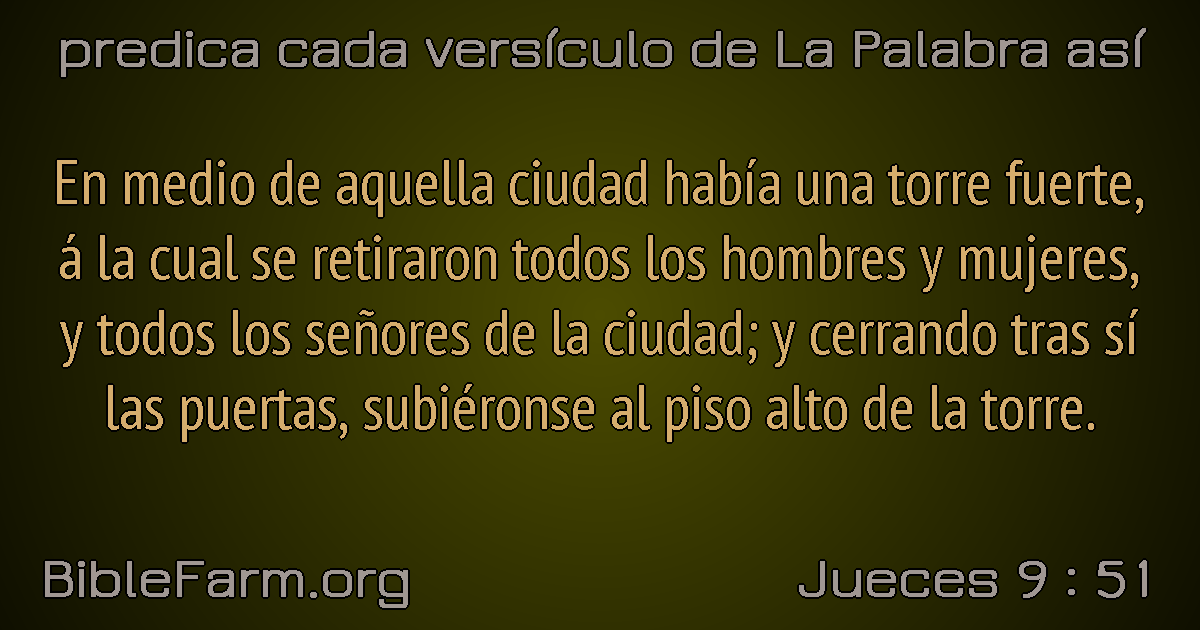 predica cada versículo de La Palabra así
En medio de aquella ciudad había una torre fuerte,
á la cual se retiraron todos los hombres y mujeres,
y todos los señores de la ciudad; y cerrando tras sí
las puertas, subiéronse al piso alto de la torre.
BibleFarm.org
Jueces 9 : 51